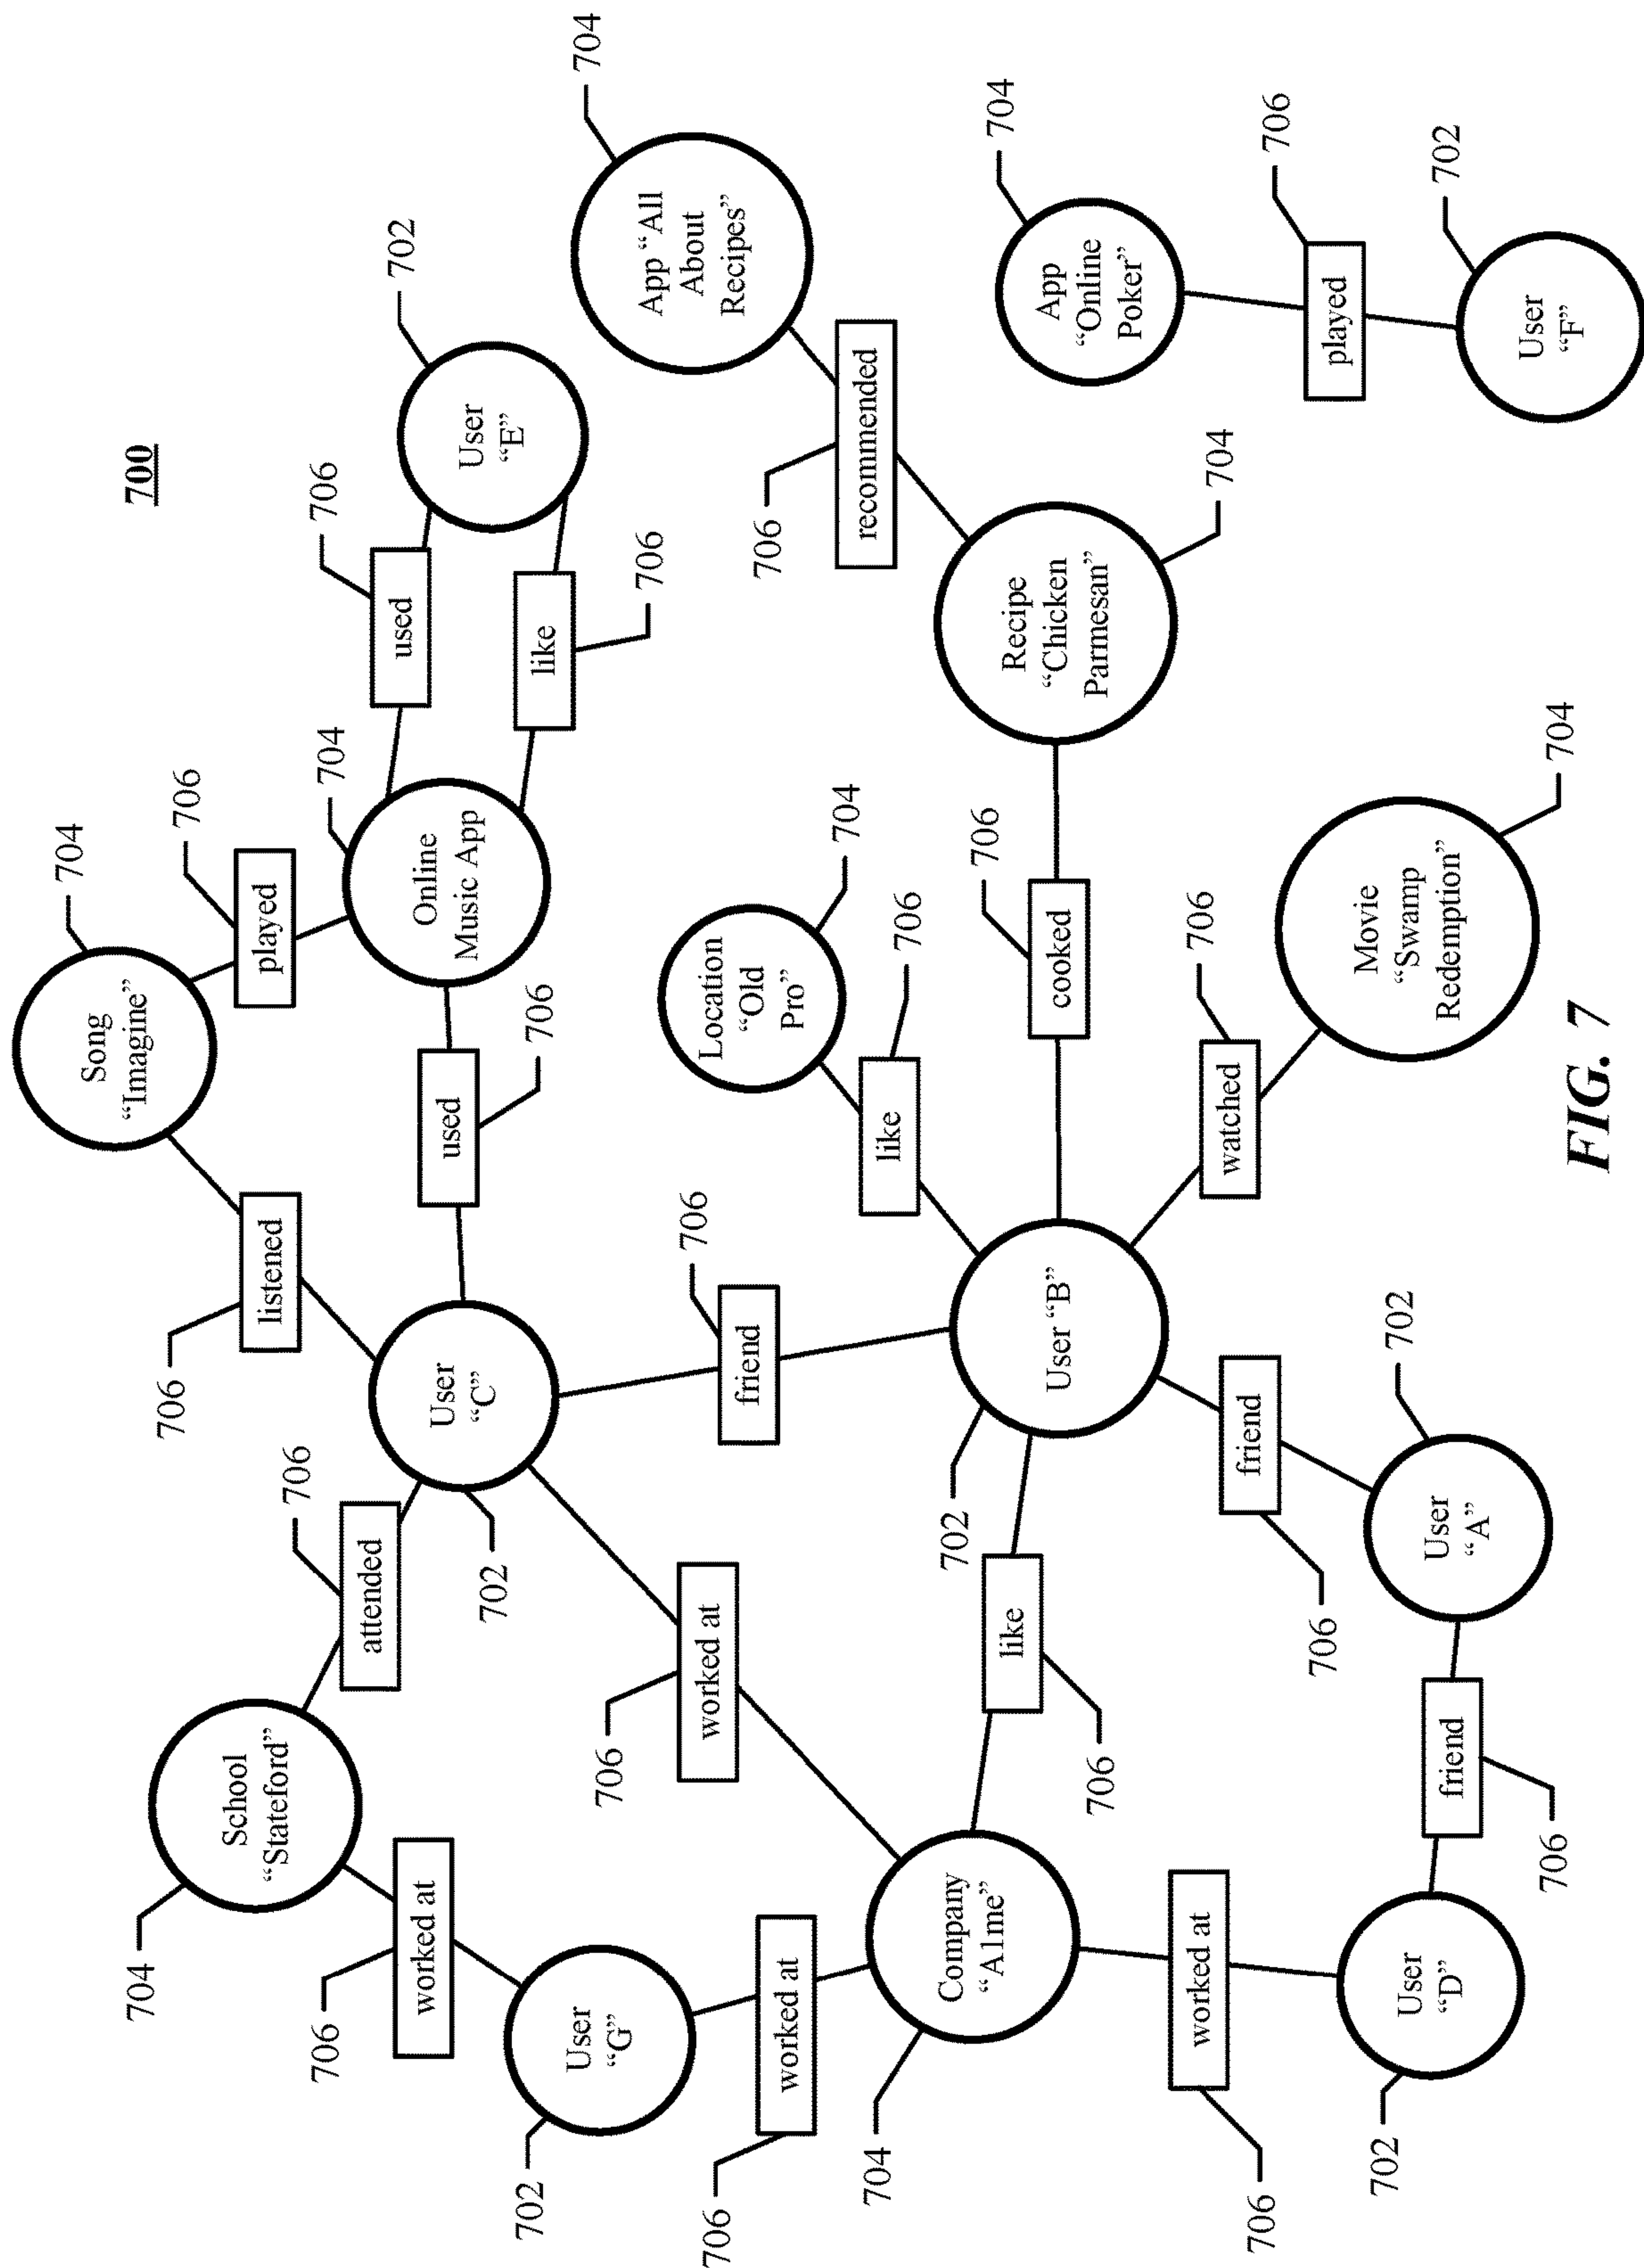 700
704
Song
“Imagine”
706
listened
706
played
704
School
“Stateford”
706
attended
704
706
worked at
702
User
“C”
706
used
704
Online
Music App
706
used
706
like
702
User
“E”
702
User
“G”
706
worked at
706
worked at
706
friend
704
App “All
About
Recipes”
706
recommended
704
Location
“Old
Pro”
706
like
704
Company
“Alme”
706
like
702
User “B”
706
cooked
704
Recipe
“Chicken
Parmesan”
704
App
“Online
Poker”
706
worked at
706
friend
706
watched
706
played
702
User
“D”
706
friend
702
User
“A”
704
Movie
“Swamp
Redemption”
702
User
“F”
FIG. 7